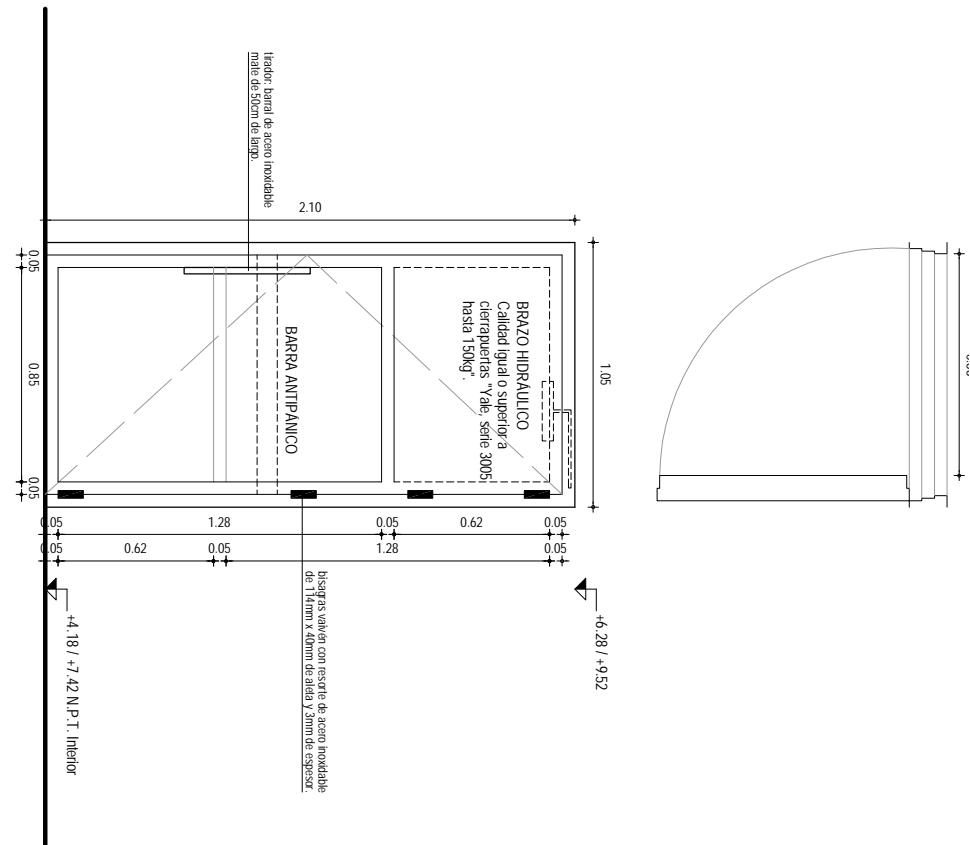 tirador: barral de acero inoxidable
mate de 50cm de largo.
2.10
0.05
0.85
0.05
1.05
BRAZO HIDRÁULICO
Calidad igual o superior a
cierrapuertas "Yale, serie 3005
hasta 150kg".
BARRA ANTIPÁNICO
0.05
1.28
0.05
0.62
0.05
0.05
0.62
0.05
1.28
0.05
bisagras vaivén con resorte de acero inoxidable
de 114mm x 40mm de aleta y 3mm de espesor.
+4.18 / +7.42 N.P.T. Interior
+6.28 / +9.52